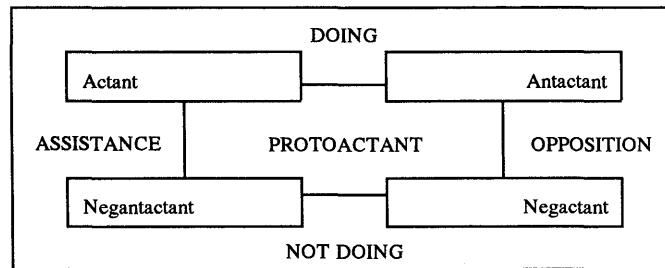 DOING
Actant Antactant
ASSISTANCE PROTOACTANT OPPOSITION
Negantactant Negactant
NOT DOING